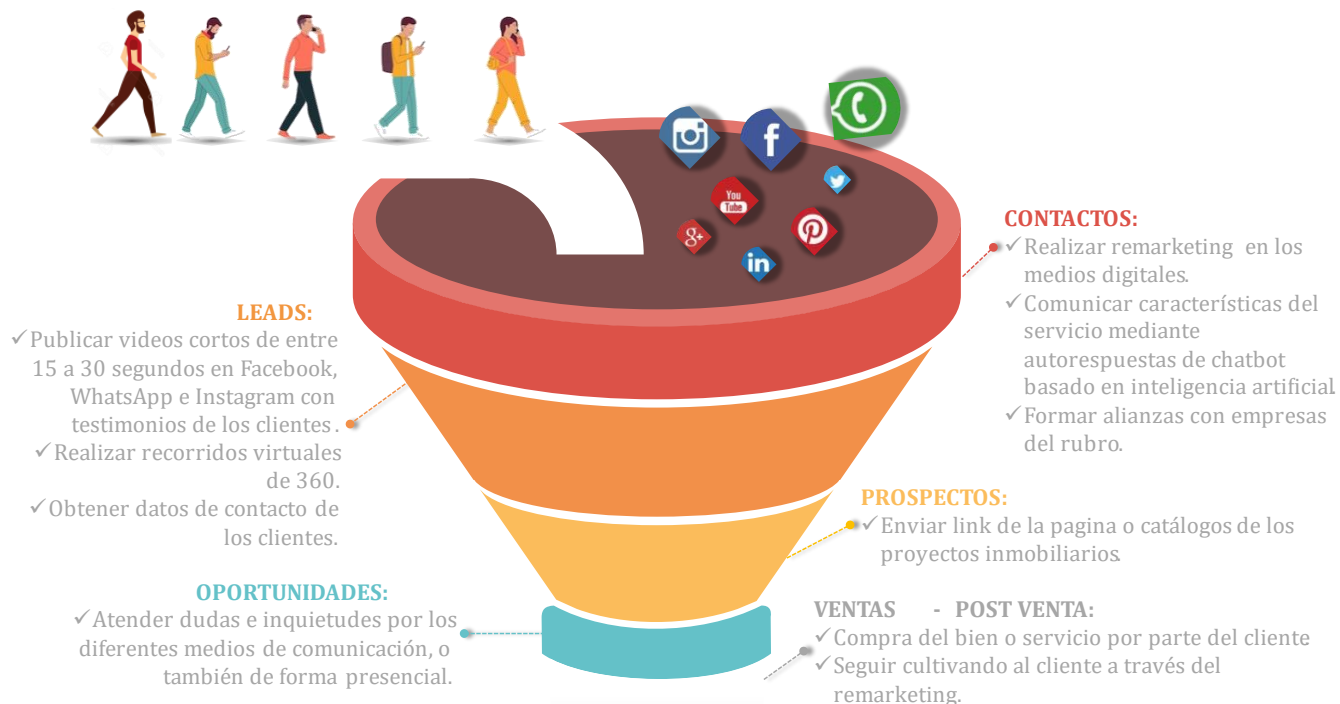 You
Tube
f
g+
in
CONTACTOS:
✓Realizar remarketing en los
medios digitales.
✓Comunicar características del
servicio mediante
autorespuestas de chatbot
basado en inteligencia artificial.
✓Formar alianzas con empresas
del rubro.
LEADS:
✓Publicar videos cortos de entre
15 a 30 segundos en Facebook,
WhatsApp e Instagram con
testimonios de los clientes .
✓Realizar recorridos virtuales
de 360.
✓Obtener datos de contacto de
los clientes.
PROSPECTOS:
✓Enviar link de la pagina o catálogos de los
proyectos inmobiliarios.
OPORTUNIDADES:
✓Atender dudas e inquietudes por los
diferentes medios de comunicación, o
también de forma presencial.
VENTAS - POST VENTA:
✓Compra del bien o servicio por parte del cliente
✓Seguir cultivando al cliente a través del
remarketing.